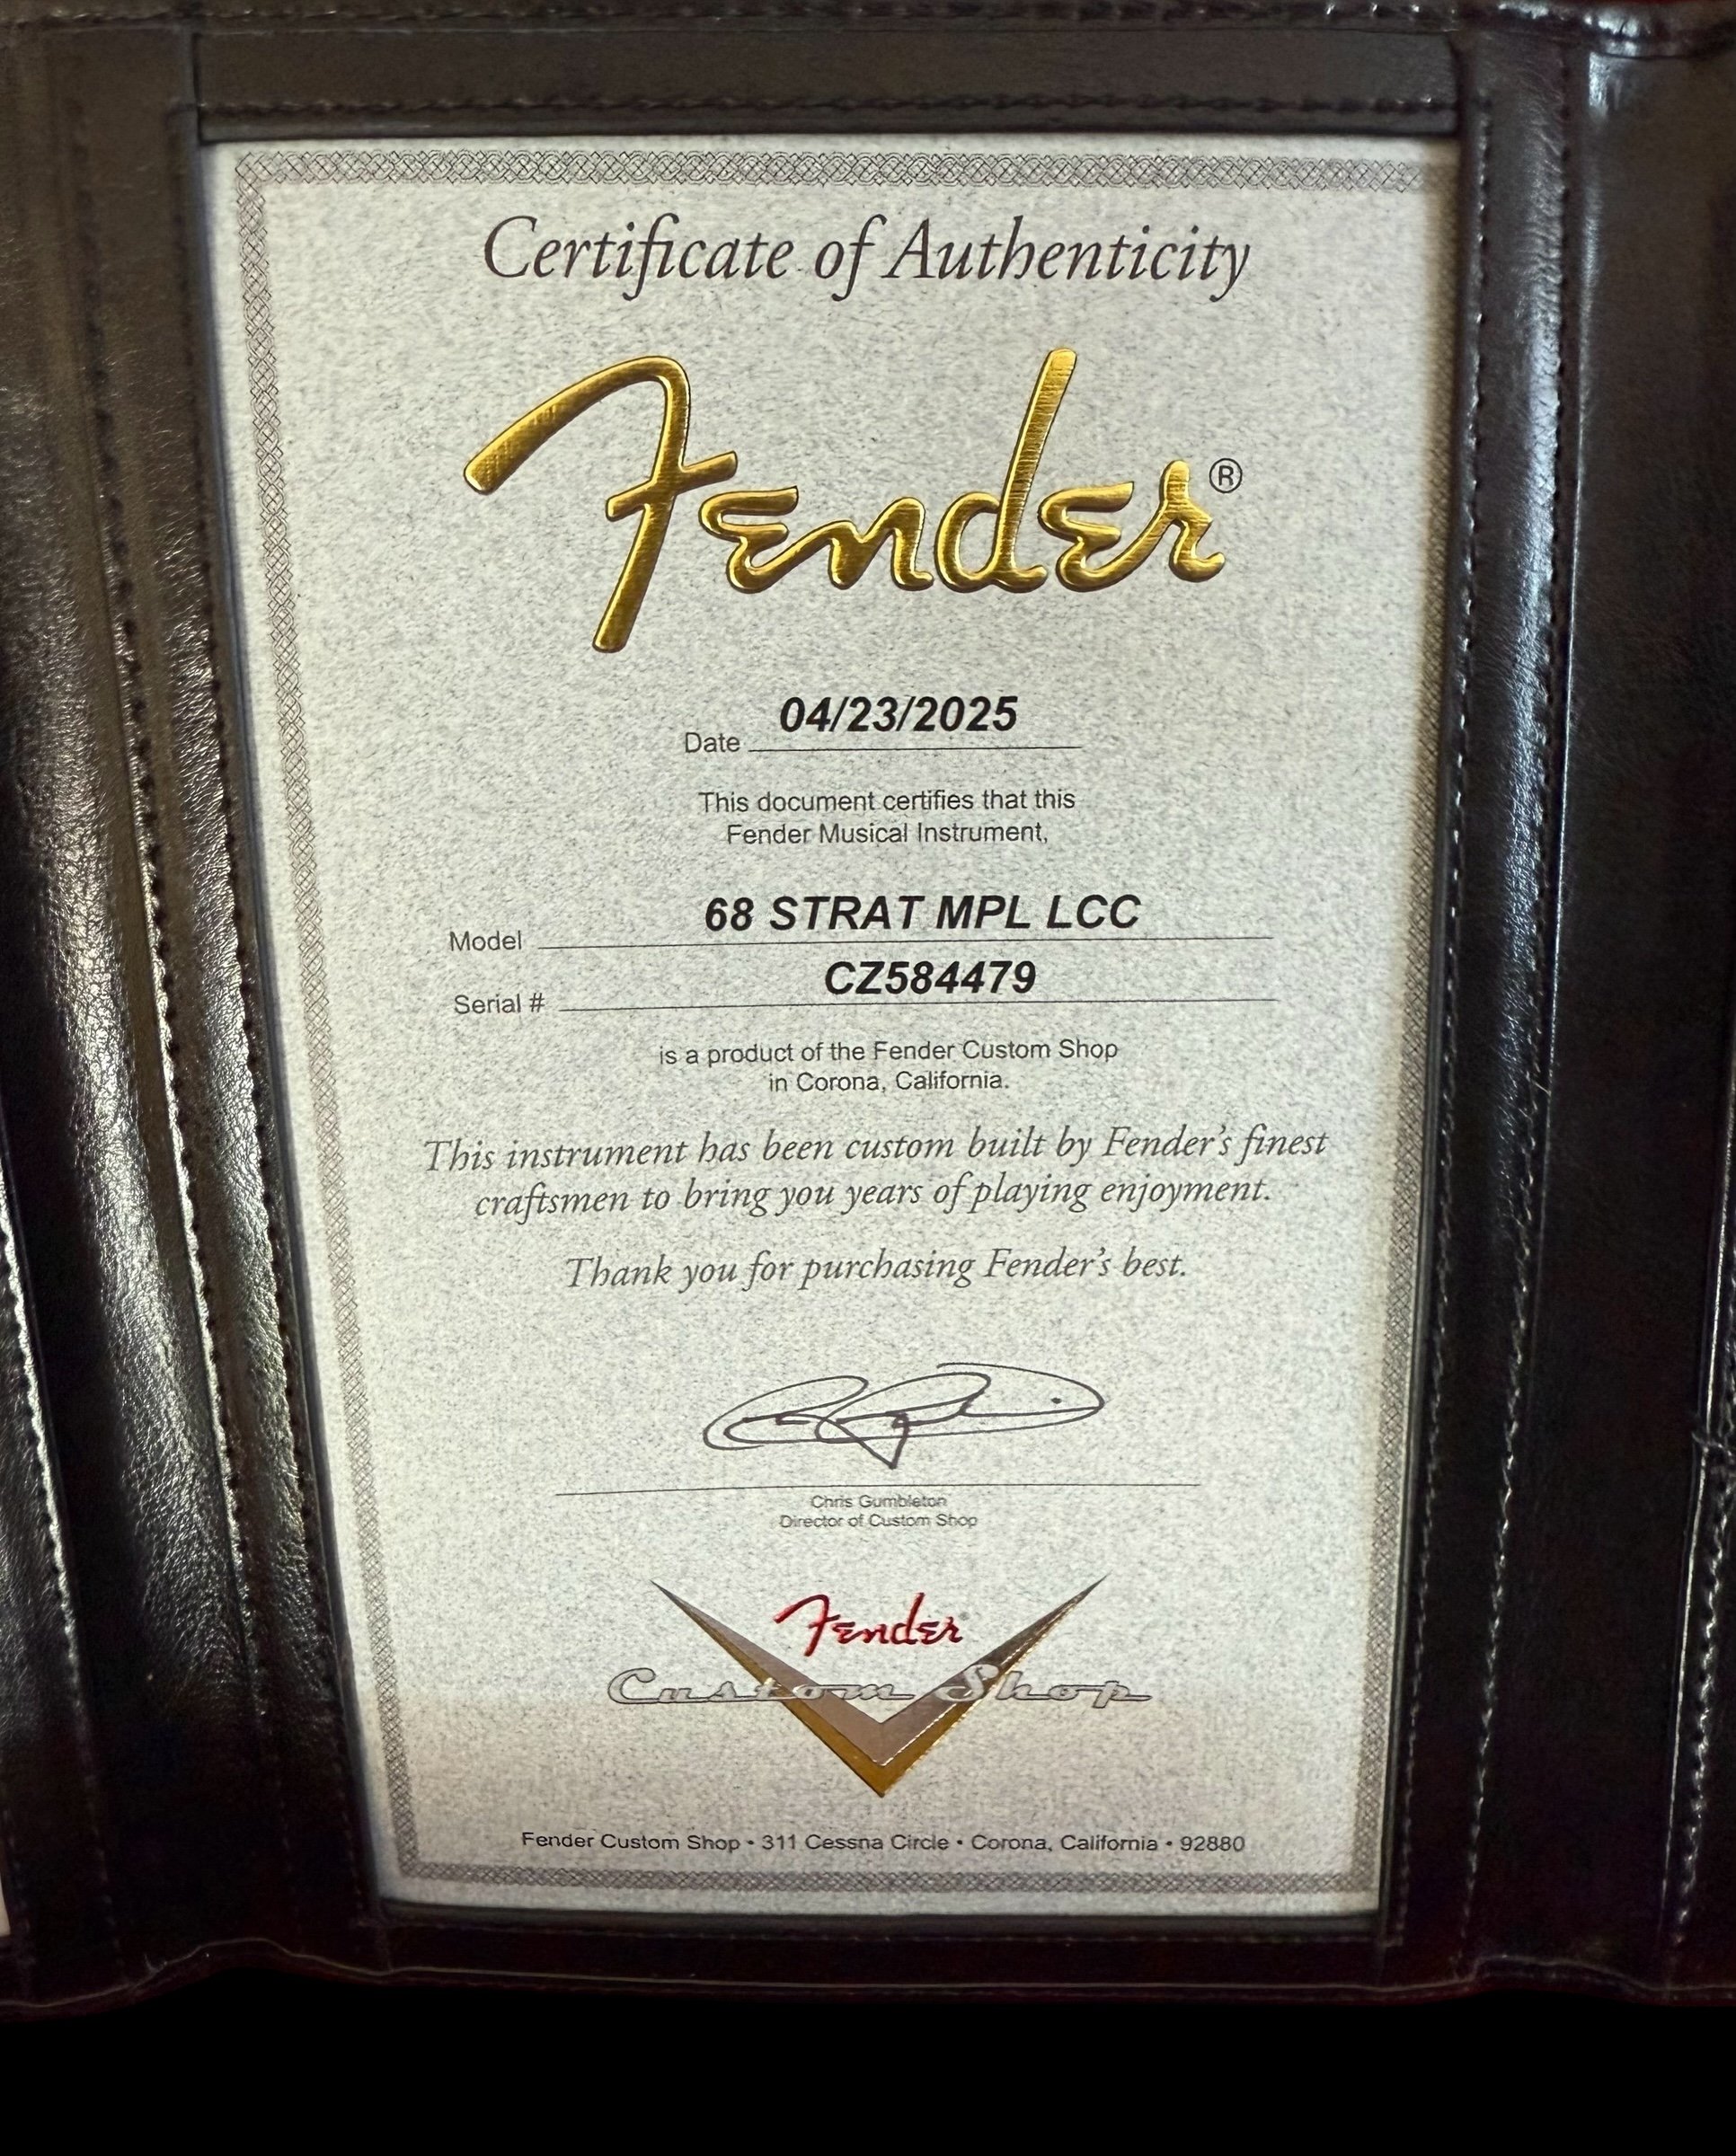 Certificate of Authenticity
Fender®
Date 04/23/2025
This document certifies that this
Fender Musical Instrument,
Model 68 STRAT MPL LCC
Serial # CZ584479
is a product of the Fender Custom Shop
in Corona, California.
This instrument has been custom built by Fender's finest
craftsmen to bring you years of playing enjoyment.
Thank you for purchasing Fender's best.
Chris Gumbleton
Director of Custom Shop
Fender
Custom Shop
Fender Custom Shop • 311 Cessna Circle • Corona, California • 92880